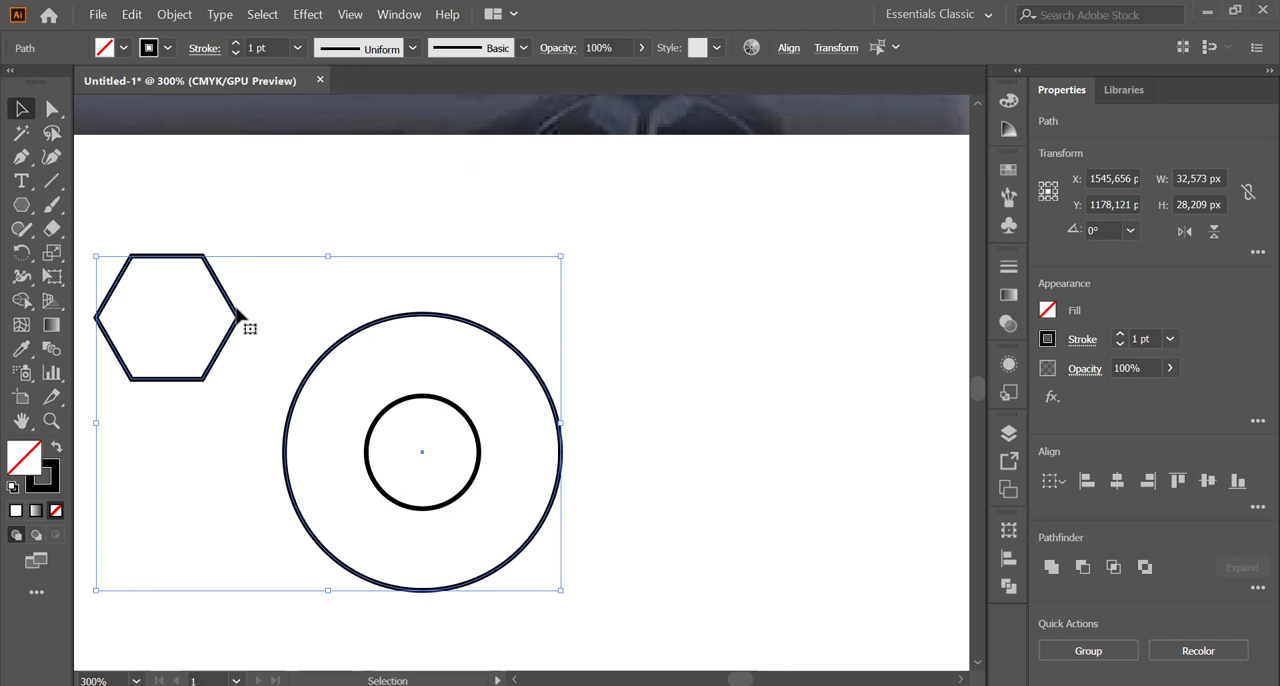 Ai File Edit Object Type Select Effect View Window Help Essentials Classic Search Adobe Stock
Path Stroke: 1 pt Uniform Basic Opacity: 100% Style: Align Transform
Untitled-1* @ 300% (CMYK/GPU Preview)
Properties Libraries
Path
Transform
X: 1545,656 p W: 32,573 px
Y: 1178,121 p H: 28,209 px
0°
Appearance
Fill
Stroke 1 pt
Opacity 100%
fx.
Align
Pathfinder
Expand
Quick Actions
Group Recolor
300% 1 Selection